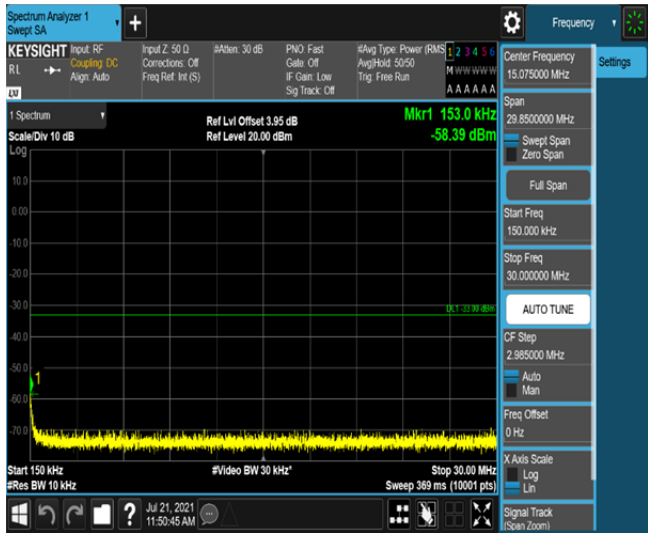 Spectrum Analyzer 1
Swept SA
Frequency
KEYSIGHT
Input: RF
Input Z: 50 Ω
#Atten: 30 dB
PNO: Fast
#Avg Type: Power (RMS
1 2 3 4 5 6
RL
Coupling: DC
Corrections: Off
Gate: Off
Avg|Hold: 50/50
M W W W W W
Align: Auto
Freq Ref: Int (S)
IF Gain: Low
Trig: Free Run
Sig Track: Off
A A A A A A
LXI
1 Spectrum
Ref Lvl Offset 3.95 dB
Mkr1 153.0 kHz
Scale/Div 10 dB
Ref Level 20.00 dBm
-58.39 dBm
Log
10.0
0.00
-10.0
-20.0
-30.0
DL1 -33.00 dBm
-40.0
-50.0
1
-60.0
-70.0
Start 150 kHz
#Video BW 30 kHz*
Stop 30.00 MHz
#Res BW 10 kHz
Sweep 369 ms (10001 pts)
?
Jul 21, 2021
11:50:45 AM
Center Frequency
15.075000 MHz
Settings
Span
29.8500000 MHz
Swept Span
Zero Span
Full Span
Start Freq
150.000 kHz
Stop Freq
30.000000 MHz
AUTO TUNE
CF Step
2.985000 MHz
Auto
Man
Freq Offset
0 Hz
X Axis Scale
Log
Lin
Signal Track
(Span Zoom)